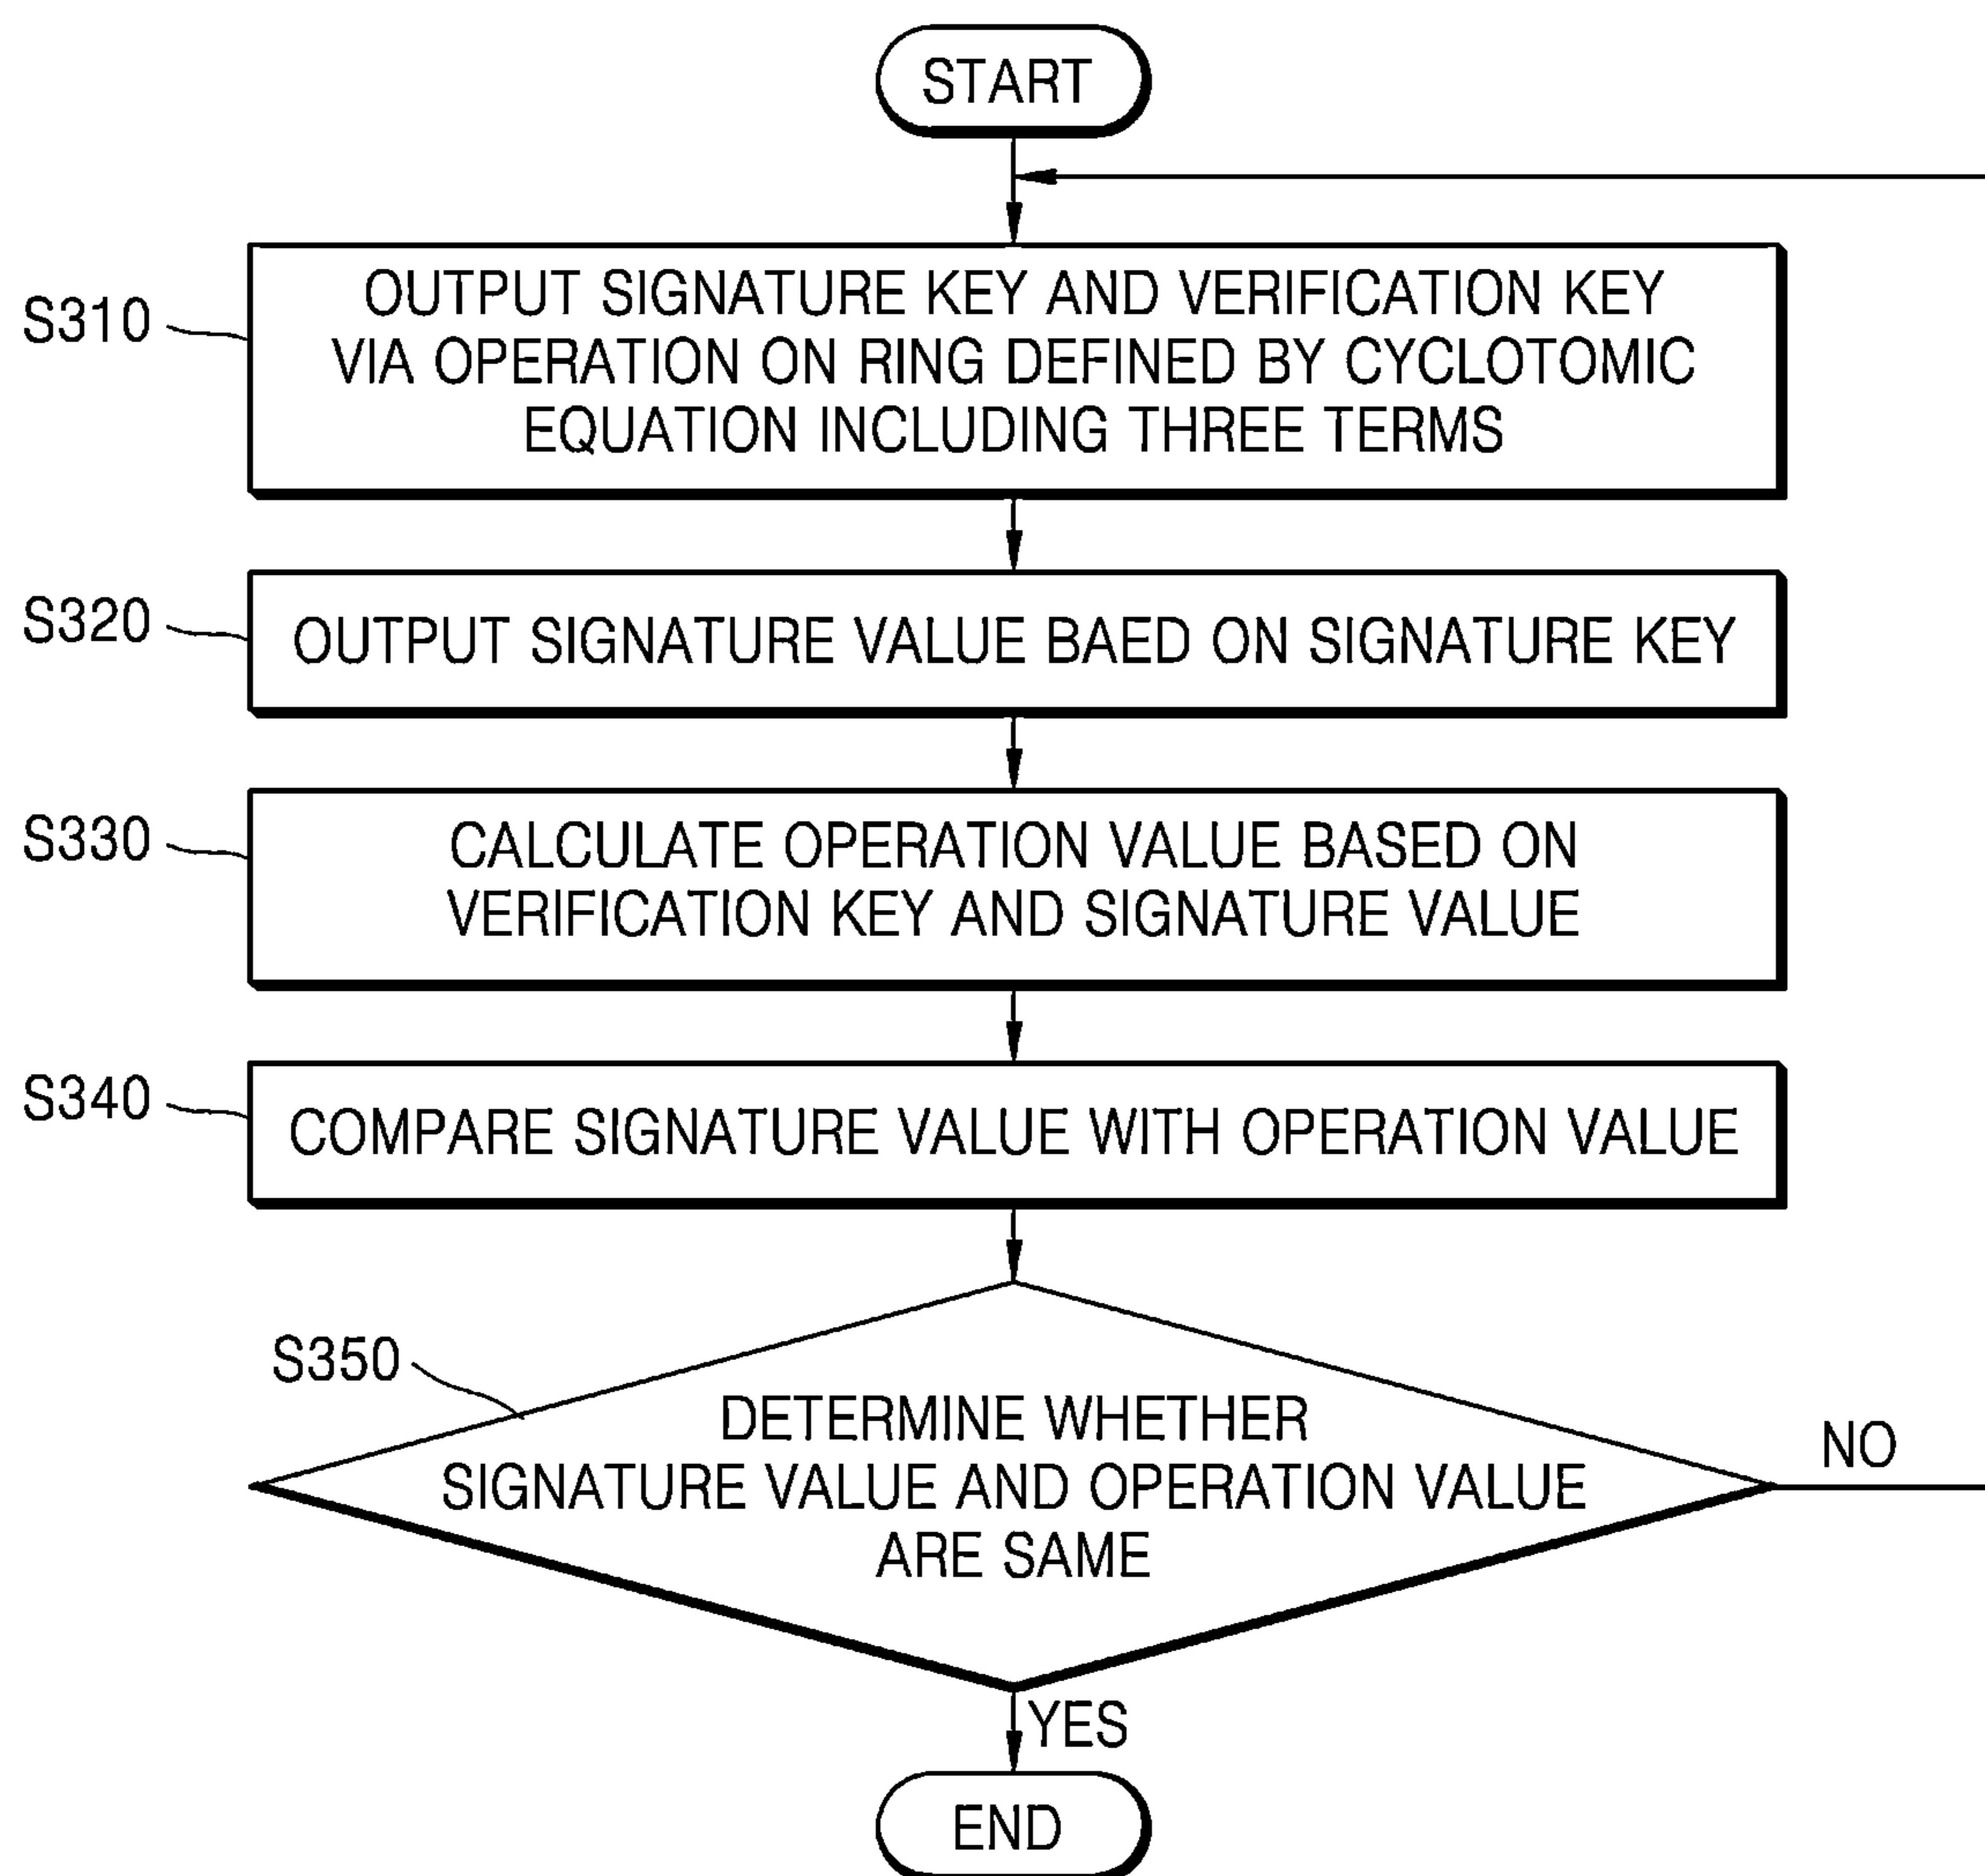 START
S310
OUTPUT SIGNATURE KEY AND VERIFICATION KEY
VIA OPERATION ON RING DEFINED BY CYCLOTOMIC
EQUATION INCLUDING THREE TERMS
S320
OUTPUT SIGNATURE VALUE BAED ON SIGNATURE KEY
S330
CALCULATE OPERATION VALUE BASED ON
VERIFICATION KEY AND SIGNATURE VALUE
S340
COMPARE SIGNATURE VALUE WITH OPERATION VALUE
S350
DETERMINE WHETHER
SIGNATURE VALUE AND OPERATION VALUE
ARE SAME
NO
YES
END